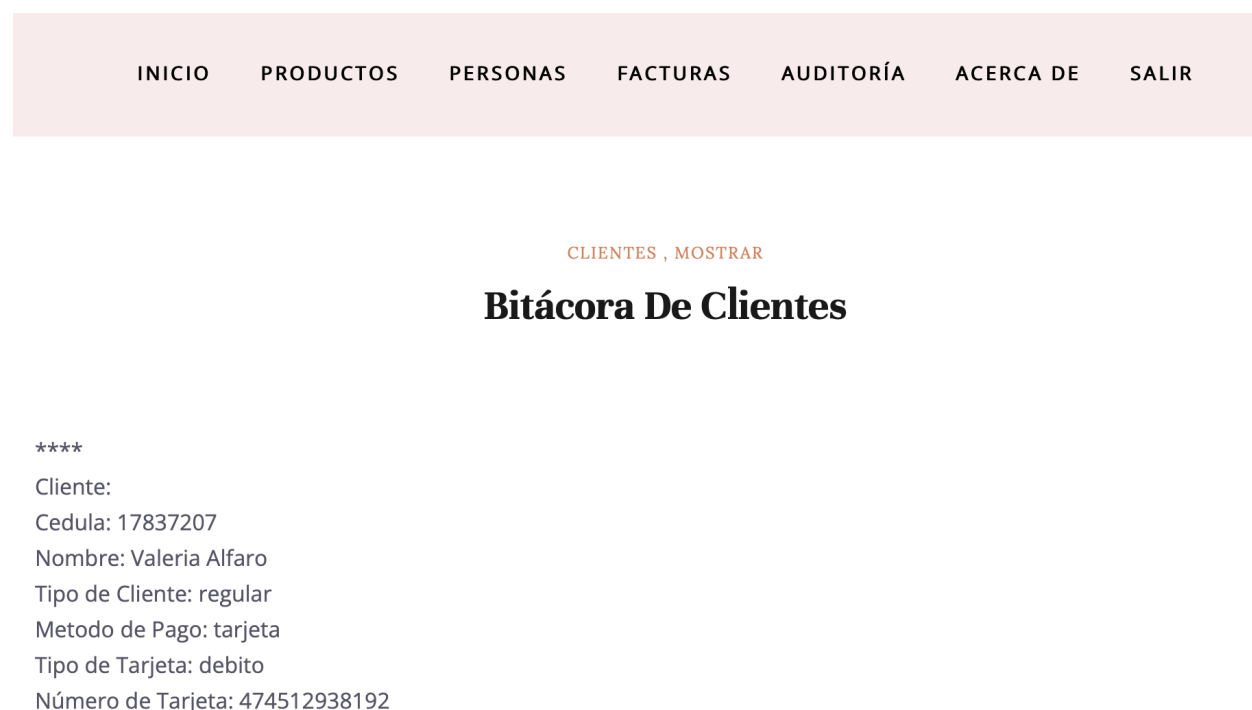 INICIO PRODUCTOS PERSONAS FACTURAS AUDITORÍA ACERCA DE SALIR
CLIENTES , MOSTRAR
Bitácora De Clientes
****
Cliente:
Cedula: 17837207
Nombre: Valeria Alfaro
Tipo de Cliente: regular
Metodo de Pago: tarjeta
Tipo de Tarjeta: debito
Número de Tarjeta: 474512938192